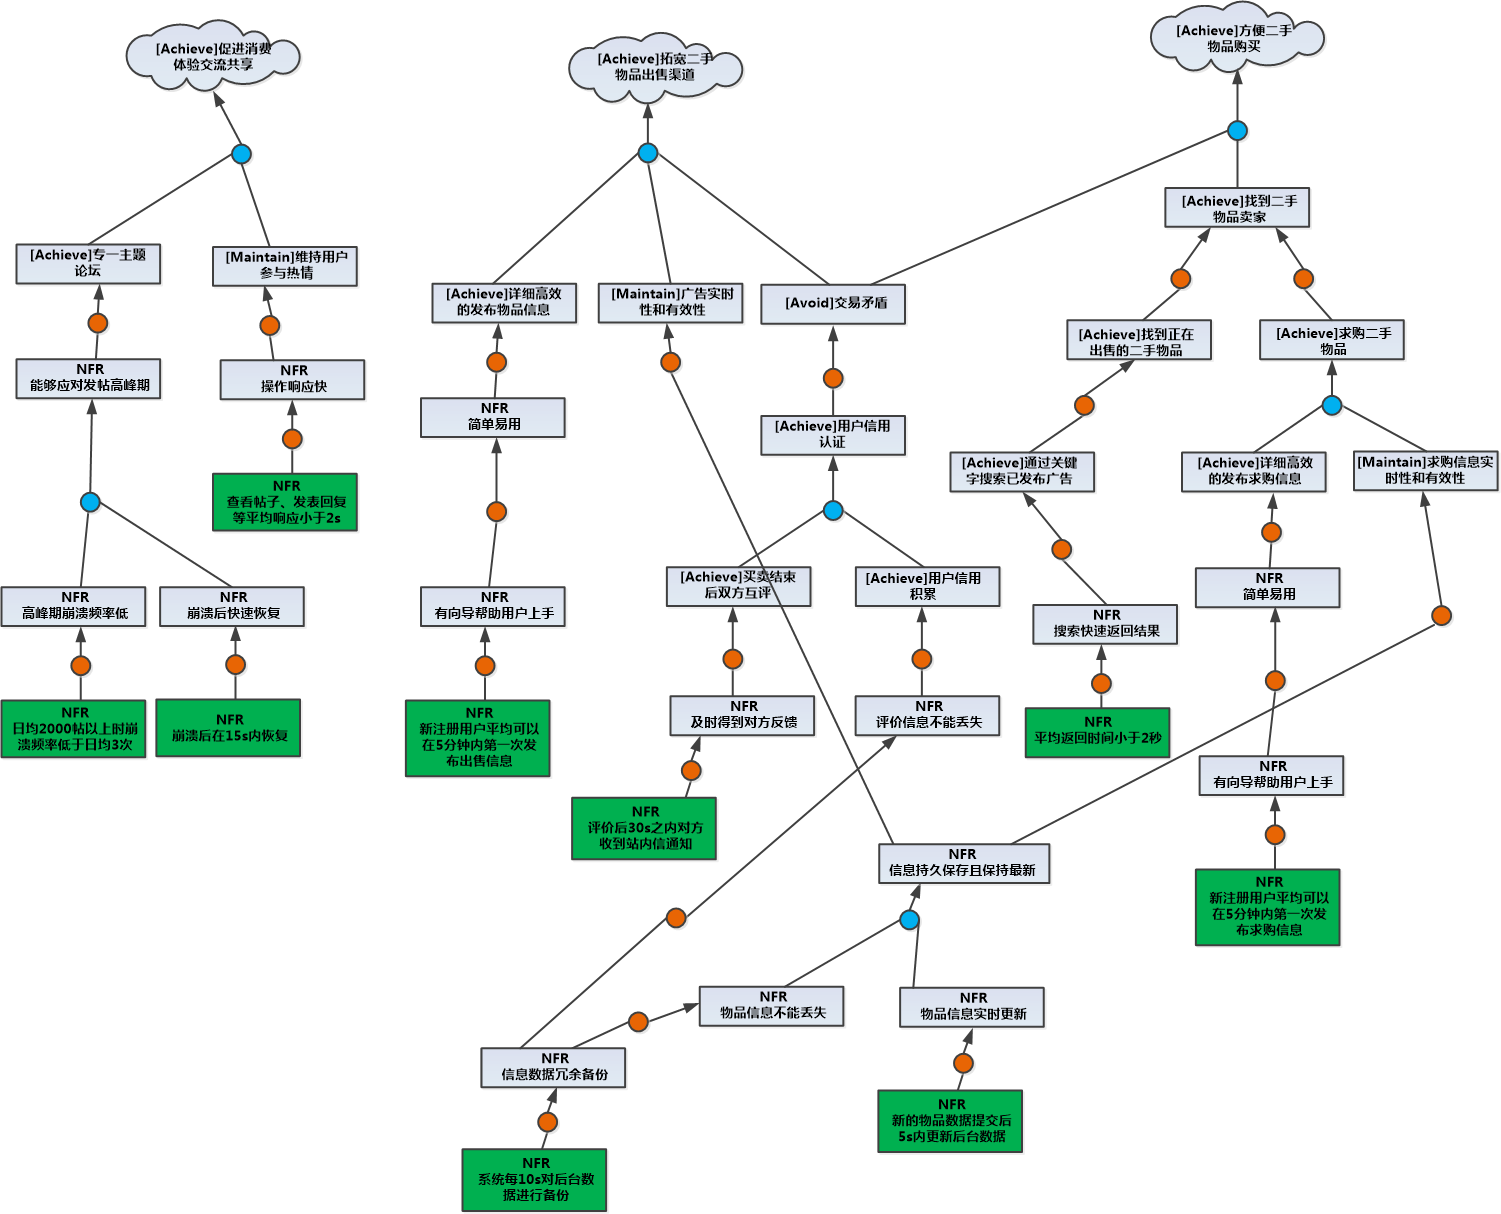 [Achieve]促进消费
体验交流共享
[Achieve]拓宽二手
物品出售渠道
[Achieve]方便二手
物品购买
[Achieve]找到二手
物品卖家
[Achieve]专一主题
论坛
[Maintain]维持用户
参与热情
[Achieve]详细高效
的发布物品信息
[Maintain]广告实时
性和有效性
[Avoid]交易矛盾
[Achieve]找到正在
出售的二手物品
[Achieve]求购二手
物品
NFR
能够应对发帖高峰期
NFR
操作响应快
NFR
简单易用
[Achieve]用户信用
认证
[Achieve]通过关键
字搜索已发布广告
[Achieve]详细高效
的发布求购信息
[Maintain]求购信息实
时性和有效性
NFR
查看帖子、发表回复
等平均响应小于2s
NFR
高峰期崩溃频率低
NFR
崩溃后快速恢复
NFR
有向导帮助用户上手
[Achieve]买卖结束
后双方互评
[Achieve]用户信用
积累
NFR
搜索快速返回结果
NFR
简单易用
NFR
日均2000帖以上时崩
溃频率低于日均3次
NFR
崩溃后在15s内恢复
NFR
新注册用户平均可以
在5分钟内第一次发
布出售信息
NFR
及时得到对方反馈
NFR
评价信息不能丢失
NFR
平均返回时间小于2秒
NFR
有向导帮助用户上手
NFR
评价后30s之内对方
收到站内信通知
NFR
信息持久保存且保持最新
NFR
新注册用户平均可以
在5分钟内第一次发
布求购信息
NFR
物品信息不能丢失
NFR
物品信息实时更新
NFR
信息数据冗余备份
NFR
新的物品数据提交后
5s内更新后台数据
NFR
系统每10s对后台数
据进行备份